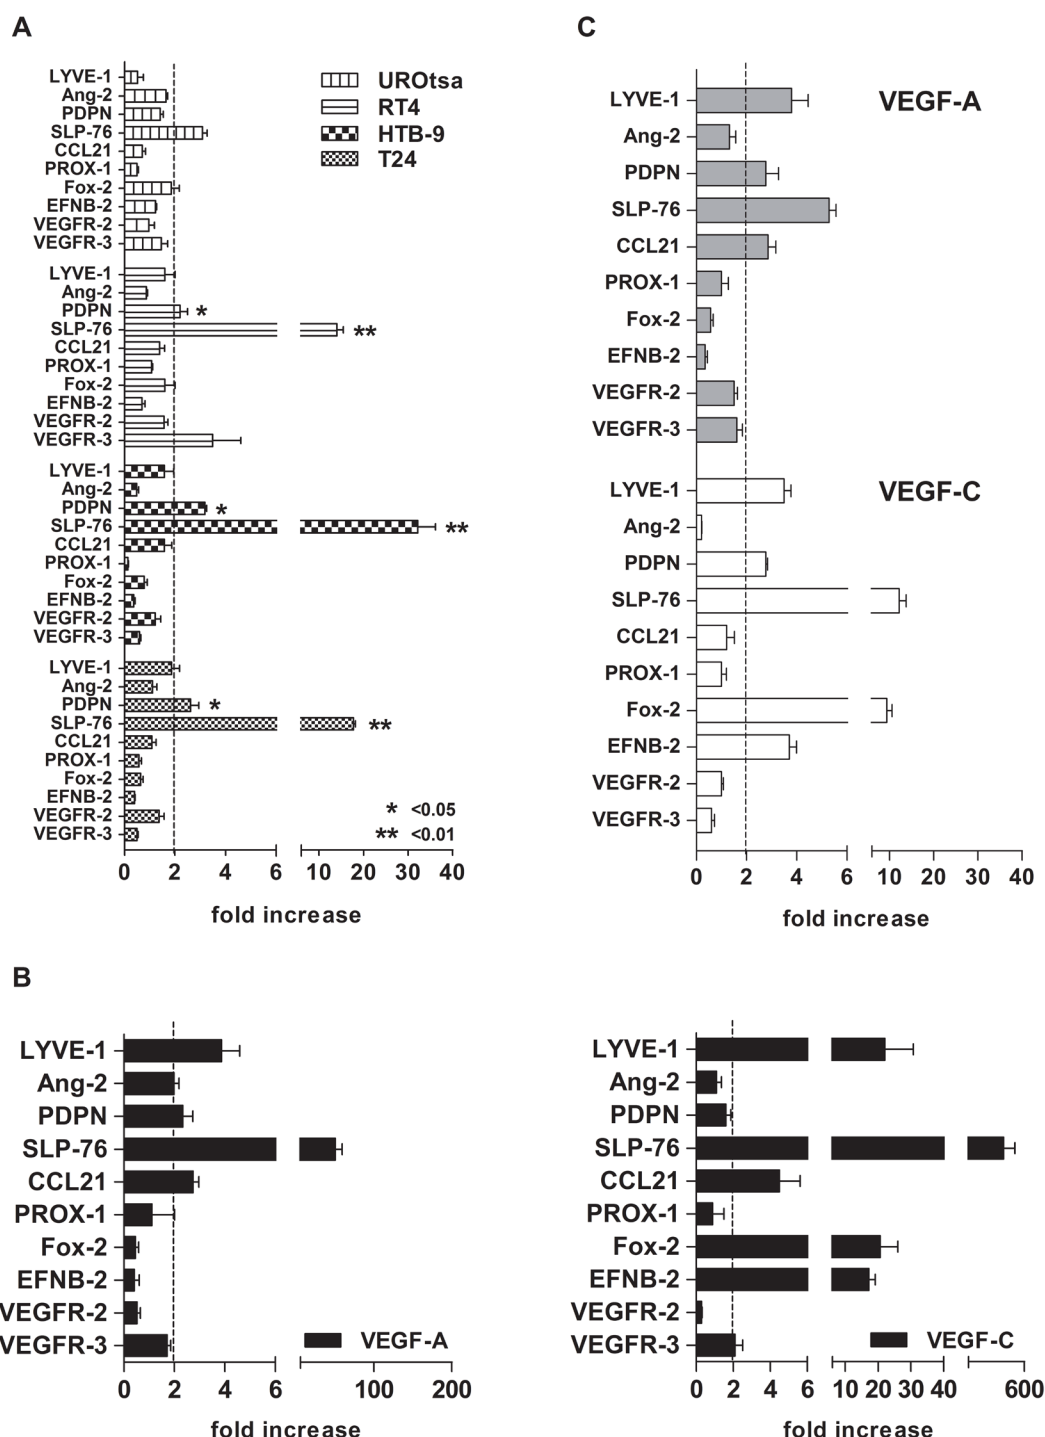 A
LYVE-1
Ang-2
PDPN
SLP-76
CCL21
PROX-1
Fox-2
EFNB-2
VEGFR-2
VEGFR-3
UROtsa
RT4
HTB-9
T24
LYVE-1
Ang-2
PDPN *
SLP-76 **
CCL21
PROX-1
Fox-2
EFNB-2
VEGFR-2
VEGFR-3
LYVE-1
Ang-2
PDPN *
SLP-76 **
CCL21
PROX-1
Fox-2
EFNB-2
VEGFR-2
VEGFR-3
LYVE-1
Ang-2
PDPN *
SLP-76 **
CCL21
PROX-1
Fox-2
EFNB-2
VEGFR-2
VEGFR-3
* <0.05
** <0.01
0 2 4 6 10 20 30 40
fold increase
C
VEGF-A
LYVE-1
Ang-2
PDPN
SLP-76
CCL21
PROX-1
Fox-2
EFNB-2
VEGFR-2
VEGFR-3
VEGF-C
LYVE-1
Ang-2
PDPN
SLP-76
CCL21
PROX-1
Fox-2
EFNB-2
VEGFR-2
VEGFR-3
0 2 4 6 10 20 30 40
fold increase
B
LYVE-1
Ang-2
PDPN
SLP-76
CCL21
PROX-1
Fox-2
EFNB-2
VEGFR-2
VEGFR-3
VEGF-A
0 2 4 6 100 200
fold increase
LYVE-1
Ang-2
PDPN
SLP-76
CCL21
PROX-1
Fox-2
EFNB-2
VEGFR-2
VEGFR-3
VEGF-C
0 2 4 6 10 20 30 40 600
fold increase